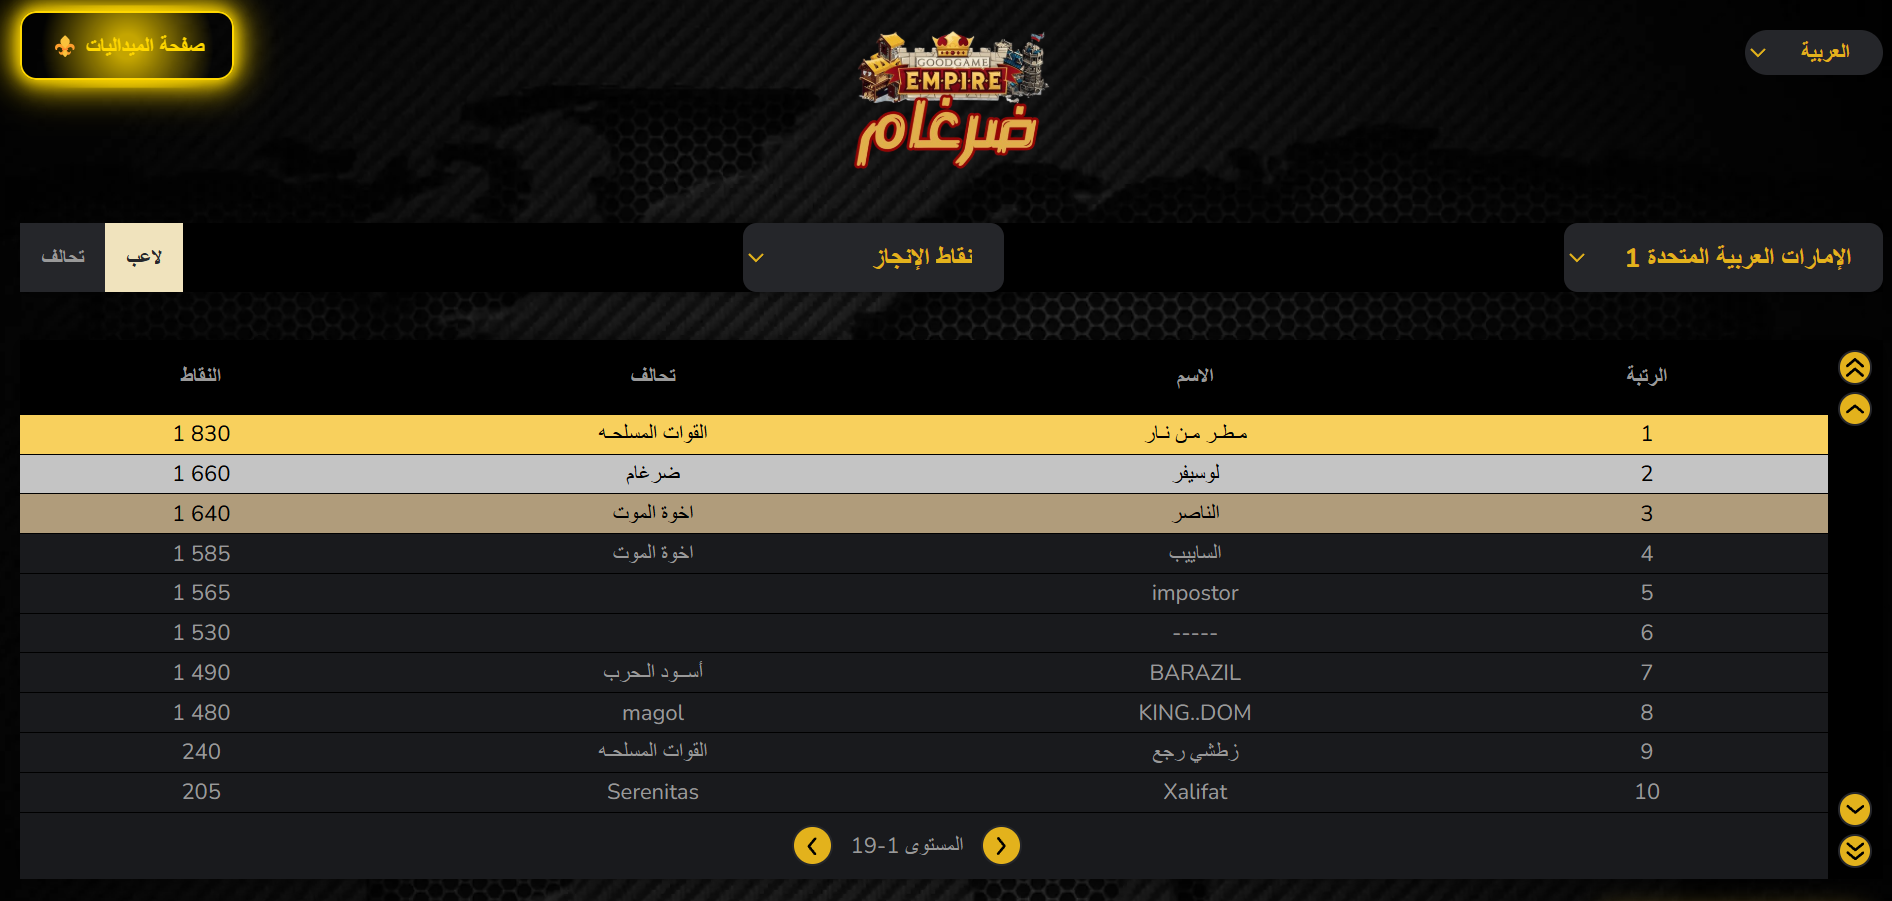 العربية
GOODGAME
EMPIRE
ضرغام
صفحة الميداليات
الإمارات العربية المتحدة 1
نقاط الإنجاز
لاعب تحالف
الرتبة الاسم تحالف النقاط
1 مـطـر مـن نـار القوات المسلحـه 1 830
2 لوسيفر ضرغام 1 660
3 الناصر اخوة الموت 1 640
4 الساييب اخوة الموت 1 585
5 impostor 1 565
6 ----- 1 530
7 BARAZIL أســود الـحرب 1 490
8 KING..DOM magol 1 480
9 زطشي رجع القوات المسلحـه 240
10 Xalifat Serenitas 205
المستوى 1-19